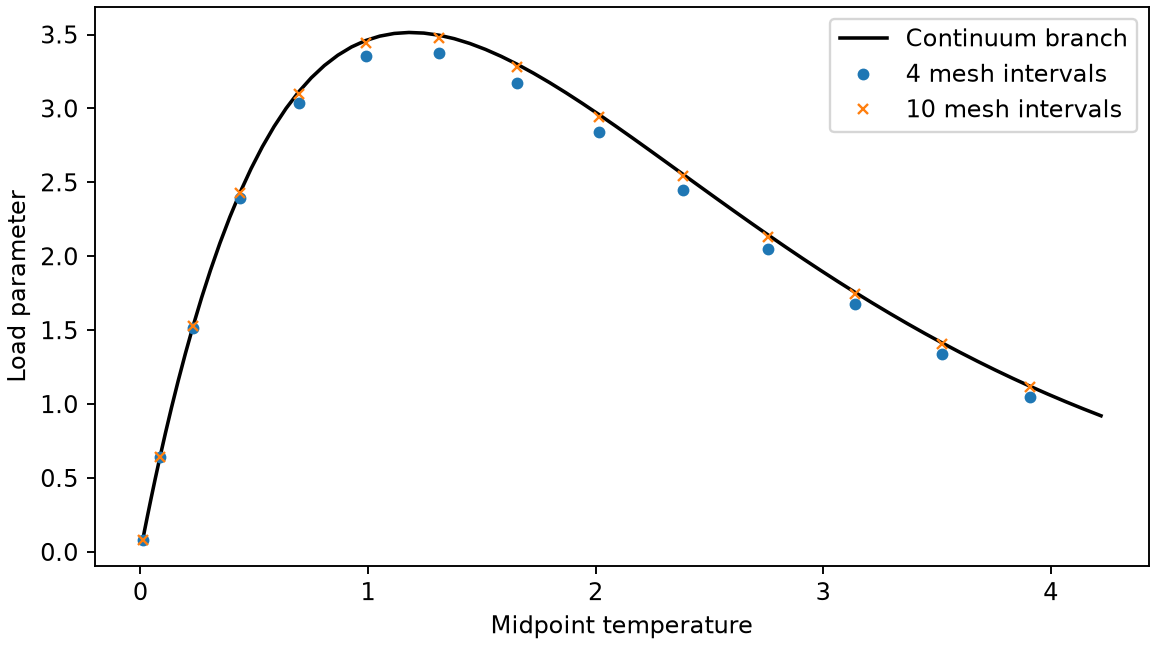 Continuum branch
4 mesh intervals
10 mesh intervals
Load parameter
3.5
3.0
2.5
2.0
1.5
1.0
0.5
0.0
0 1 2 3 4
Midpoint temperature